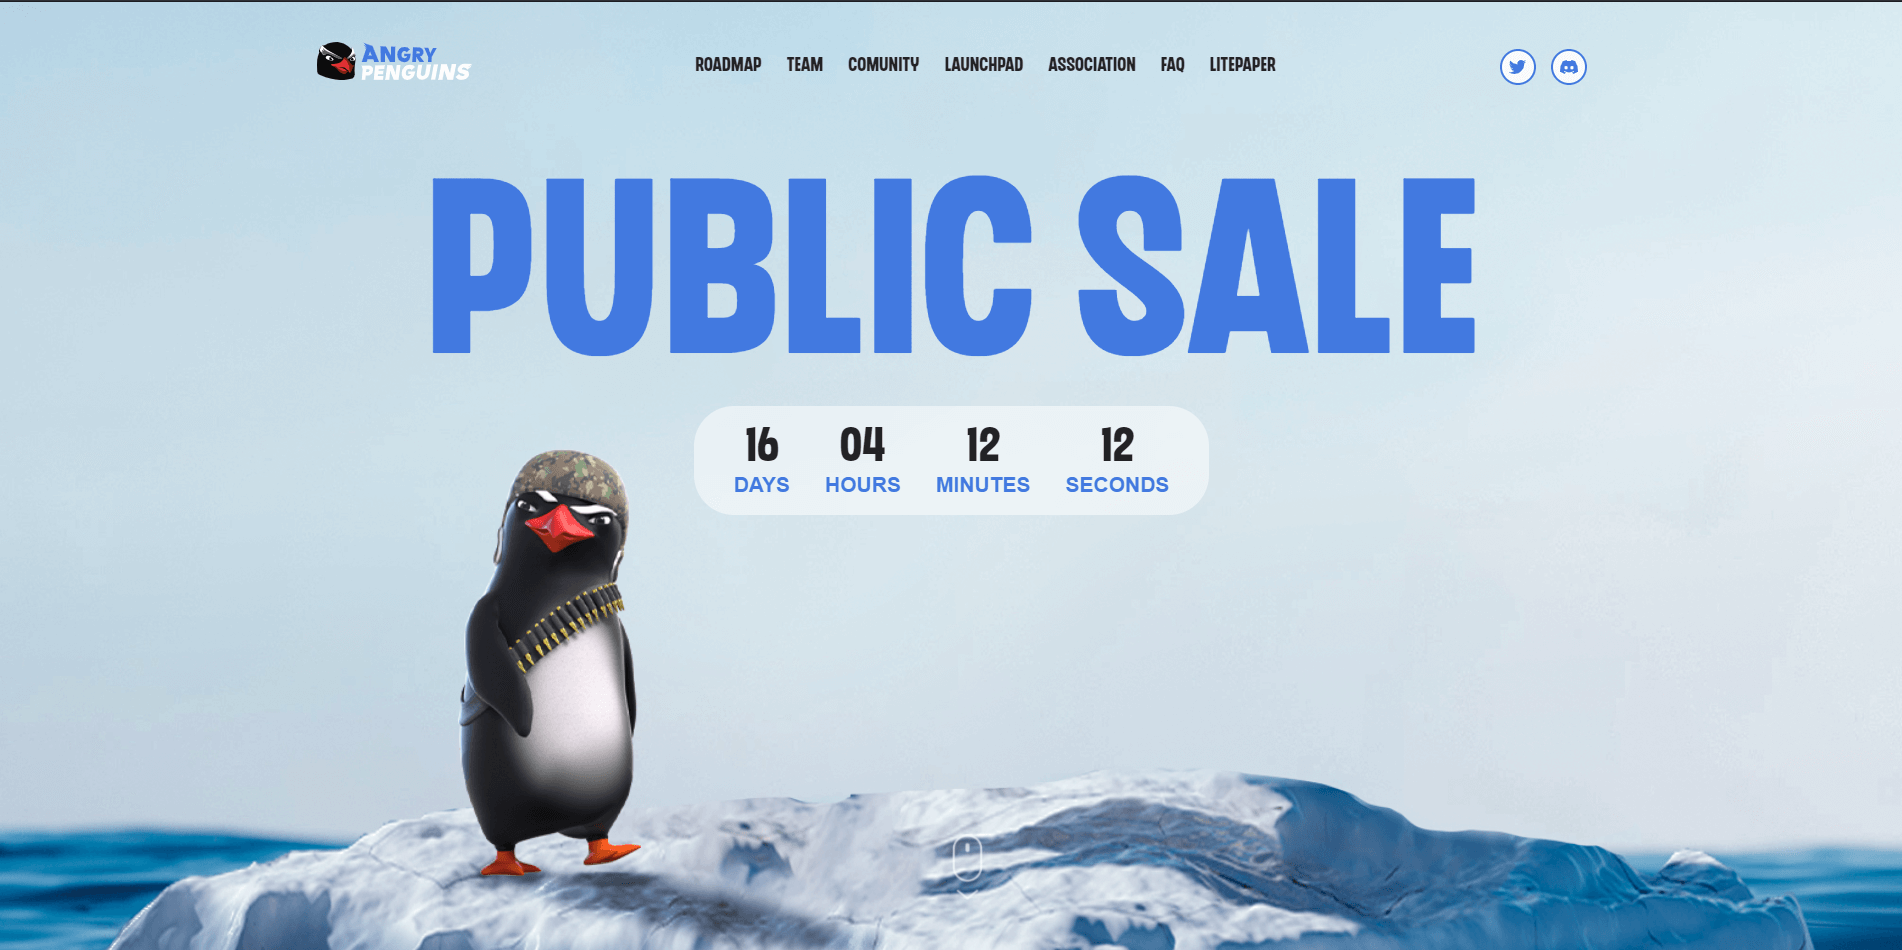 ANGRY
PENGUINS
ROADMAP TEAM COMUNITY LAUNCHPAD ASSOCIATION FAQ LITEPAPER
PUBLIC SALE
16 04 12 12
DAYS HOURS MINUTES SECONDS